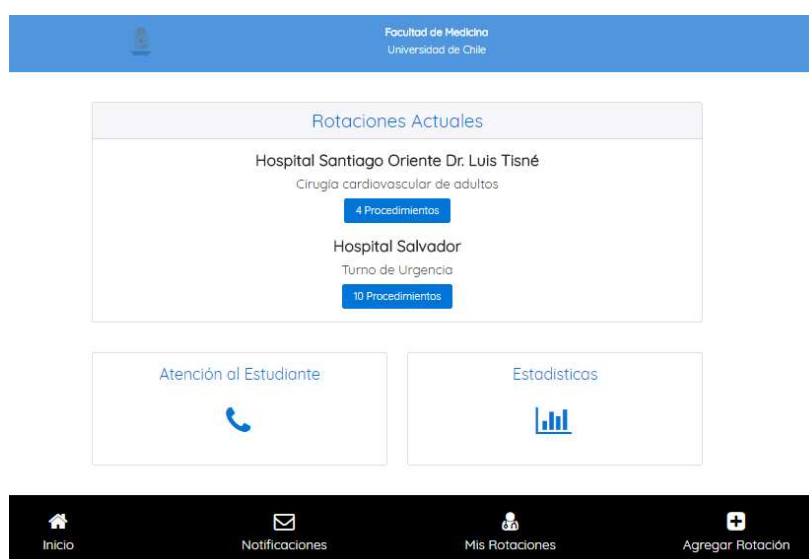 Facultad de Medicina
Universidad de Chile
Rotaciones Actuales
Hospital Santiago Oriente Dr. Luis Tisné
Cirugía cardiovascular de adultos
4 Procedimientos
Hospital Salvador
Turno de Urgencia
10 Procedimientos
Atención al Estudiante
Estadisticas
Inicio
Notificaciones
Mis Rotaciones
Agregar Rotación